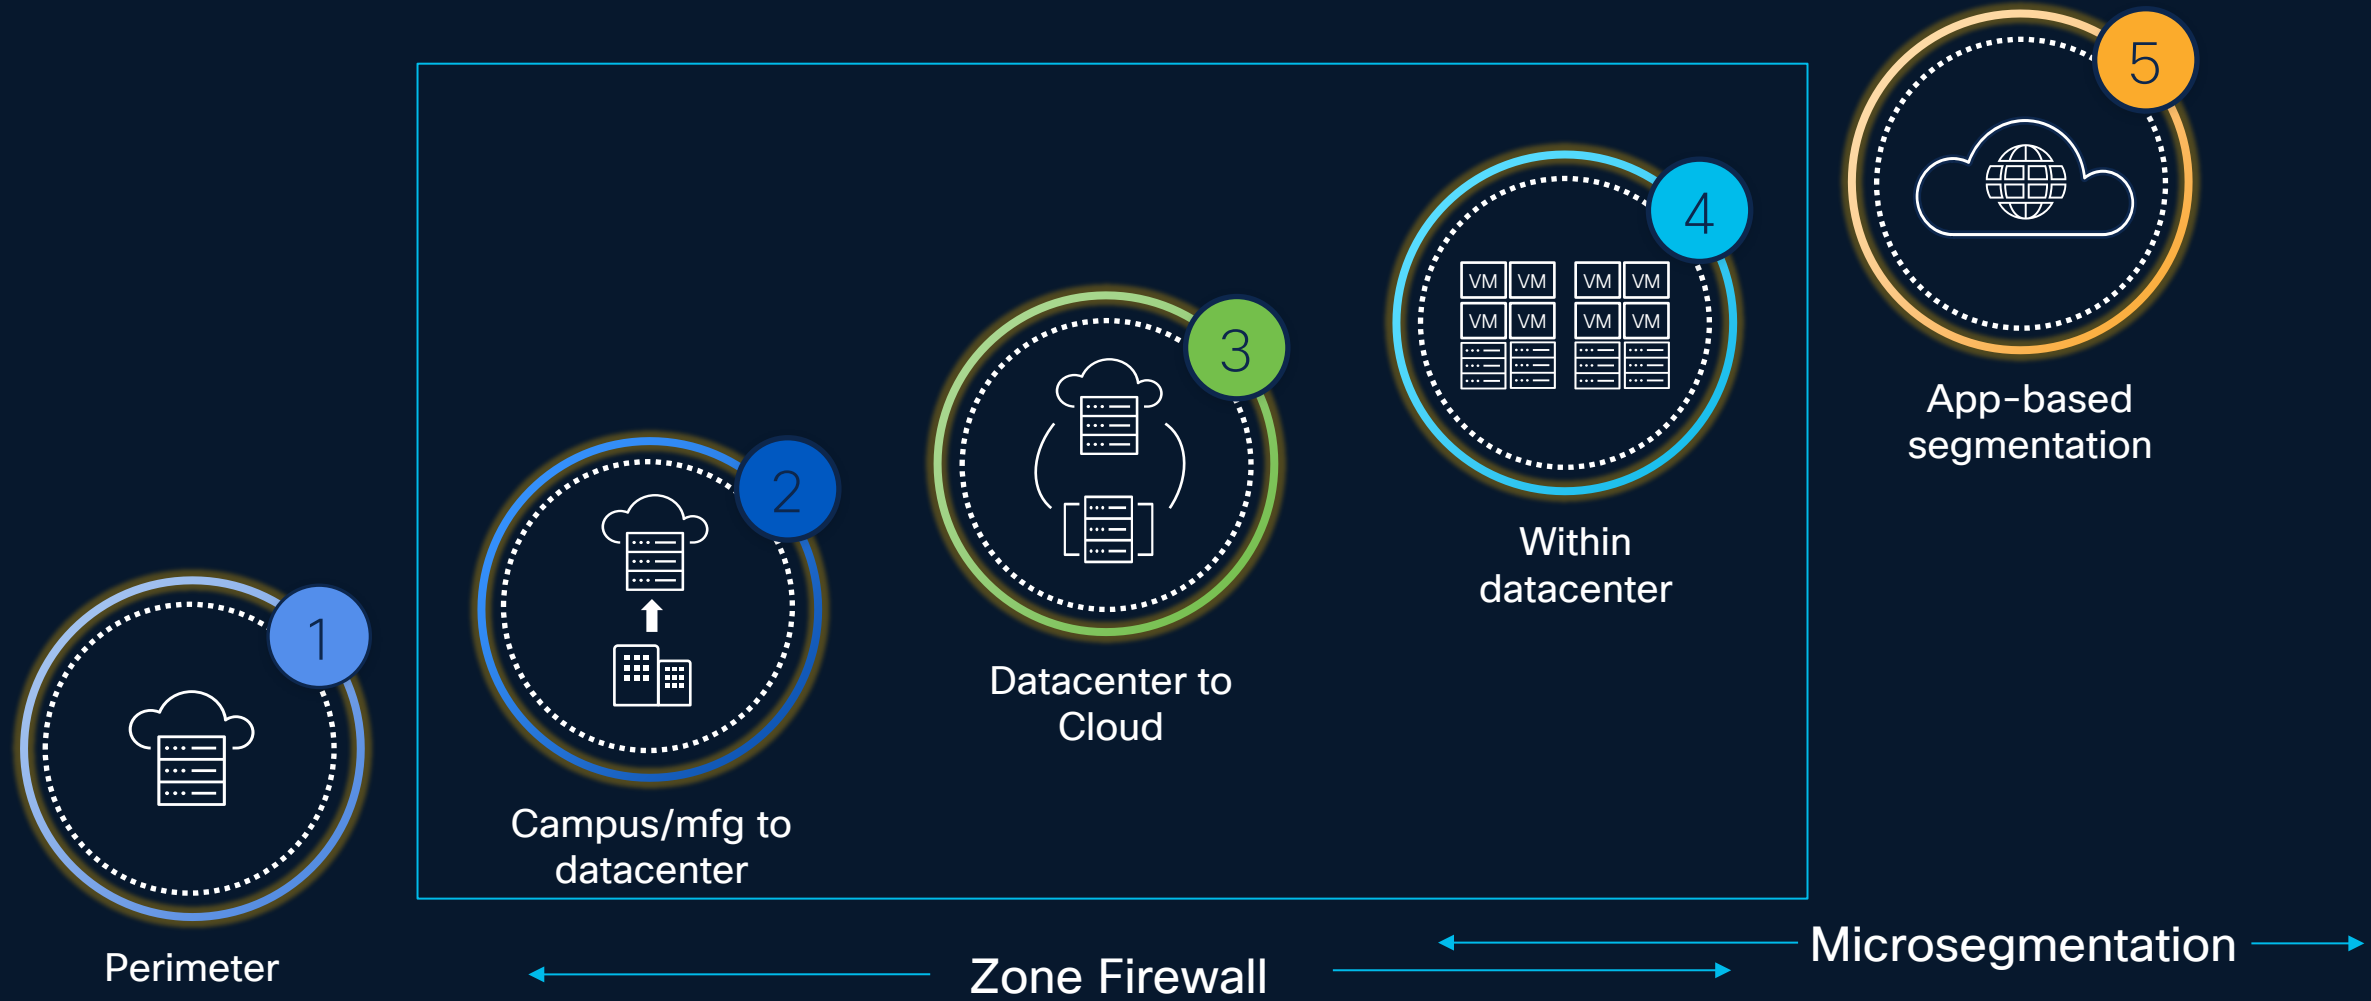 1
Perimeter
2
Campus/mfg to
datacenter
3
Datacenter to
Cloud
4
VM VM VM VM
VM VM VM VM
Within
datacenter
5
App-based
segmentation
Zone Firewall
Microsegmentation